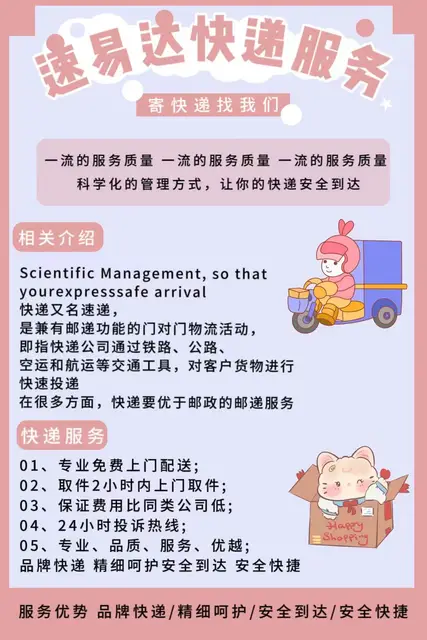 速易达快递服务
寄快递找我们
一流的服务质量 一流的服务质量 一流的服务质量
科学化的管理方式，让你的快递安全到达
相关介绍
Scientific Management, so that
yourexpresssafe arrival
快递又名速递，
是兼有邮递功能的门对门物流活动，
即指快递公司通过铁路、公路、
空运和航运等交通工具，对客户货物进行
快速投递
在很多方面，快递要优于邮政的邮递服务
快递服务
01、专业免费上门配送；
02、取件2小时内上门取件；
03、保证费用比同类公司低；
04、24小时投诉热线；
05、专业、品质、服务、优越；
品牌快递 精细呵护安全到达 安全快捷
Happy
Shopping
服务优势 品牌快递/精细呵护/安全到达/安全快捷